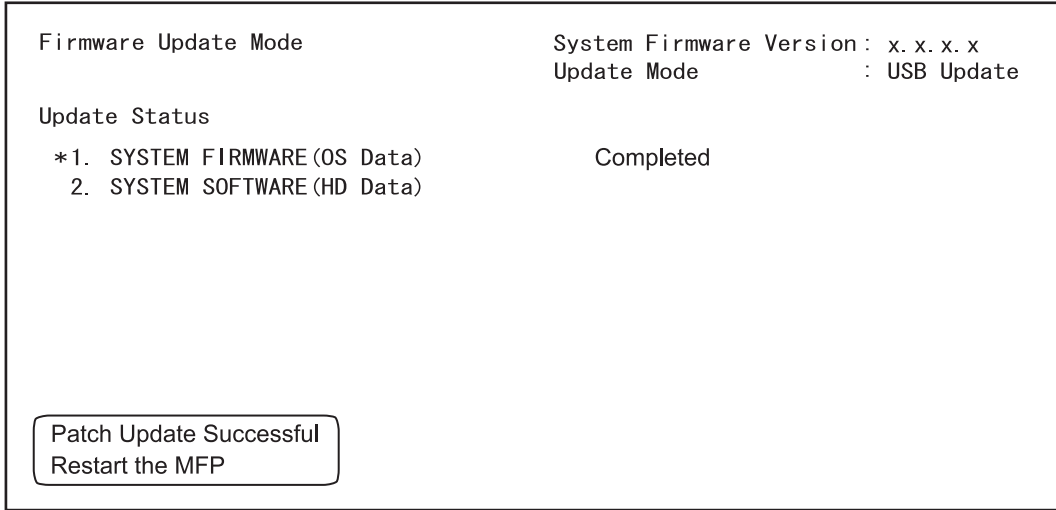 Firmware Update Mode
System Firmware Version: x.x.x.x
Update Mode : USB Update
Update Status
*1. SYSTEM FIRMWARE(OS Data) Completed
2. SYSTEM SOFTWARE(HD Data)
Patch Update Successful
Restart the MFP